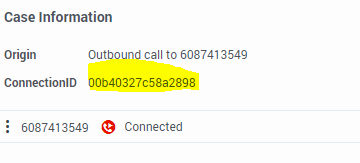 Case Information
Origin Outbound call to 6087413549
ConnectionID 00b40327c58a2898
6087413549 Connected